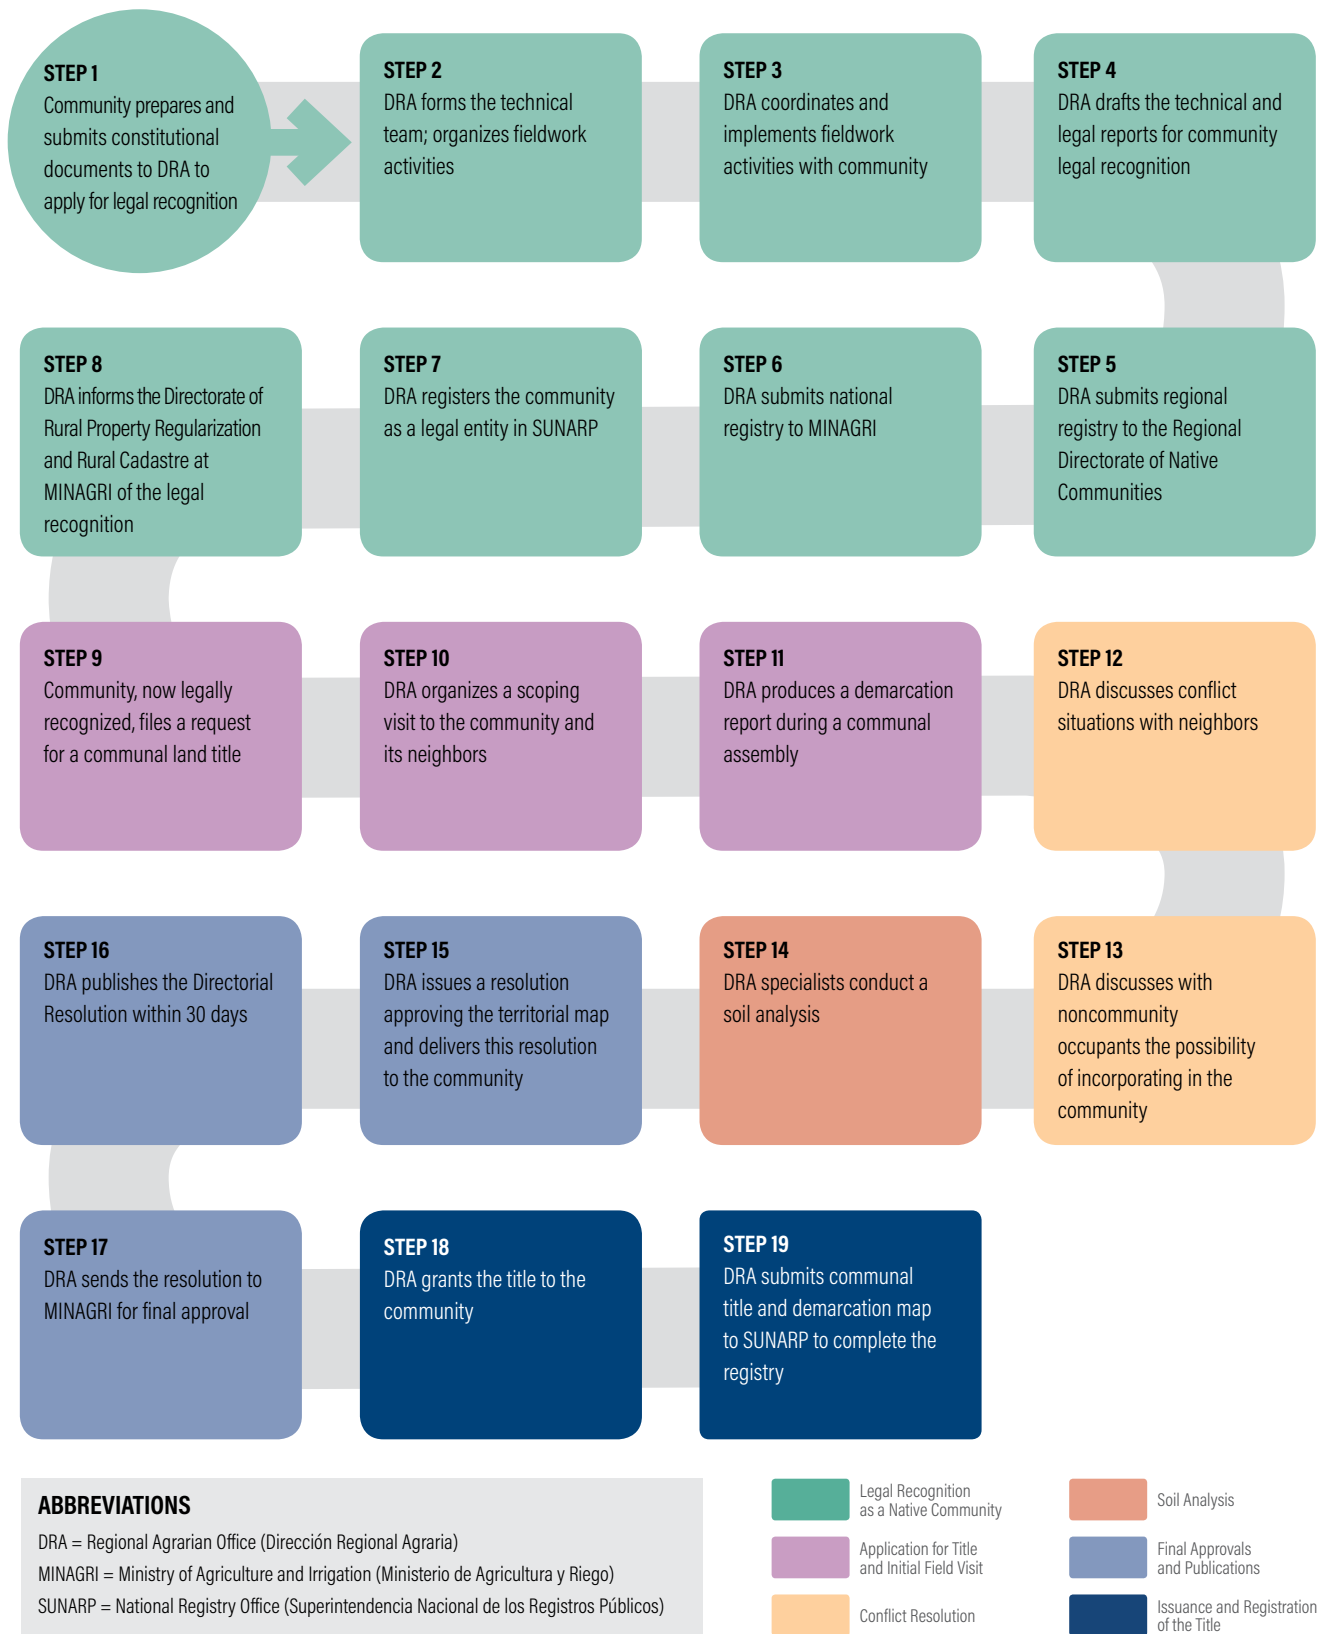 STEP 1
Community prepares and
submits constitutional
documents to DRA to
apply for legal recognition
STEP 2
DRA forms the technical
team; organizes fieldwork
activities
STEP 3
DRA coordinates and
implements fieldwork
activities with community
STEP 4
DRA drafts the technical and
legal reports for community
legal recognition
STEP 5
DRA submits regional
registry to the Regional
Directorate of Native
Communities
STEP 6
DRA submits national
registry to MINAGRI
STEP 7
DRA registers the community
as a legal entity in SUNARP
STEP 8
DRA informs the Directorate of
Rural Property Regularization
and Rural Cadastre at
MINAGRI of the legal
recognition
STEP 9
Community, now legally
recognized, files a request
for a communal land title
STEP 10
DRA organizes a scoping
visit to the community and
its neighbors
STEP 11
DRA produces a demarcation
report during a communal
assembly
STEP 12
DRA discusses conflict
situations with neighbors
STEP 13
DRA discusses with
noncommunity
occupants the possibility
of incorporating in the
community
STEP 14
DRA specialists conduct a
soil analysis
STEP 15
DRA issues a resolution
approving the territorial map
and delivers this resolution
to the community
STEP 16
DRA publishes the Directorial
Resolution within 30 days
STEP 17
DRA sends the resolution to
MINAGRI for final approval
STEP 18
DRA grants the title to the
community
STEP 19
DRA submits communal
title and demarcation map
to SUNARP to complete the
registry
ABBREVIATIONS
DRA = Regional Agrarian Office (Dirección Regional Agraria)
MINAGRI = Ministry of Agriculture and Irrigation (Ministerio de Agricultura y Riego)
SUNARP = National Registry Office (Superintendencia Nacional de los Registros Públicos)
Legal Recognition
as a Native Community
Application for Title
and Initial Field Visit
Conflict Resolution
Soil Analysis
Final Approvals
and Publications
Issuance and Registration
of the Title